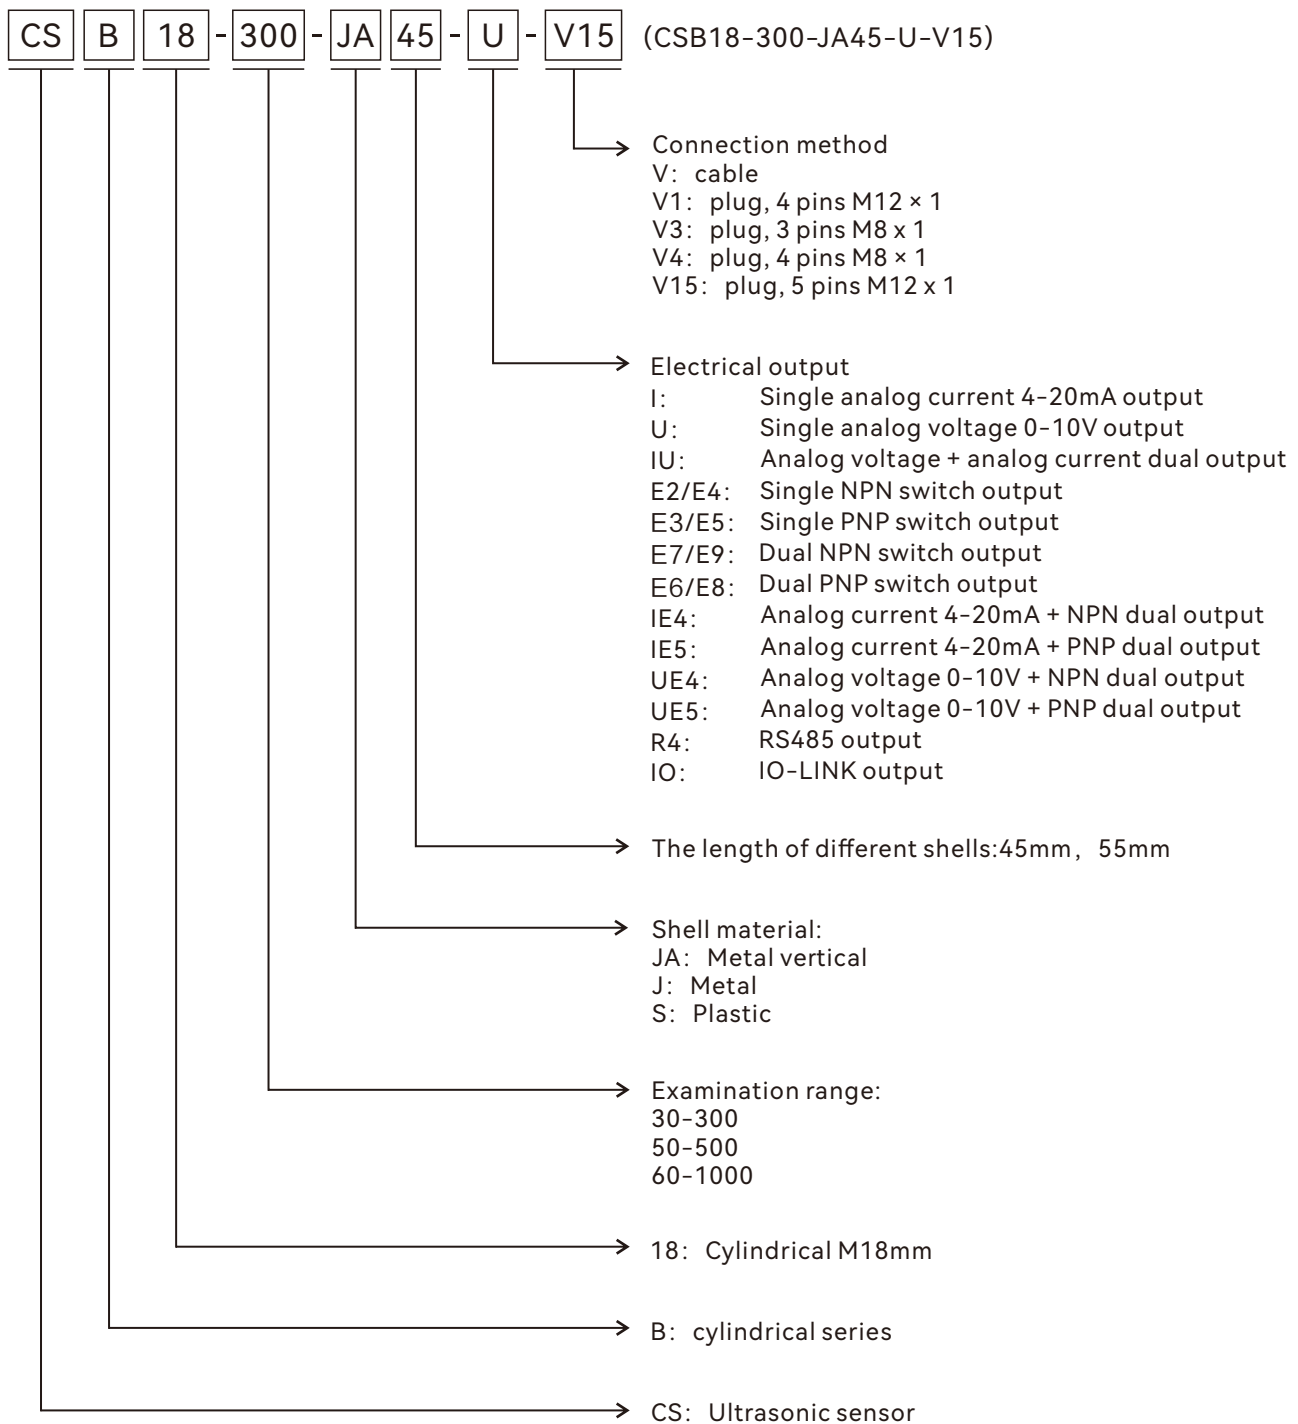 CS B 18 - 300 - JA 45 - U - V15 (CSB18-300-JA45-U-V15)
Connection method
V: cable
V1: plug, 4 pins M12 × 1
V3: plug, 3 pins M8 x 1
V4: plug, 4 pins M8 × 1
V15: plug, 5 pins M12 x 1
Electrical output
I: Single analog current 4-20mA output
U: Single analog voltage 0-10V output
IU: Analog voltage + analog current dual output
E2/E4: Single NPN switch output
E3/E5: Single PNP switch output
E7/E9: Dual NPN switch output
E6/E8: Dual PNP switch output
IE4: Analog current 4-20mA + NPN dual output
IE5: Analog current 4-20mA + PNP dual output
UE4: Analog voltage 0-10V + NPN dual output
UE5: Analog voltage 0-10V + PNP dual output
R4: RS485 output
IO: IO-LINK output
The length of different shells:45mm, 55mm
Shell material:
JA: Metal vertical
J: Metal
S: Plastic
Examination range:
30-300
50-500
60-1000
18: Cylindrical M18mm
B: cylindrical series
CS: Ultrasonic sensor